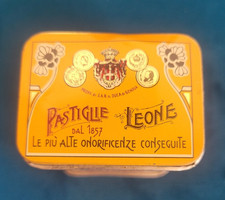 PASTIGLIE LEONE
DAL 1857
LE PIÙ ALTE ONORIFICENZE CONSEGUITE